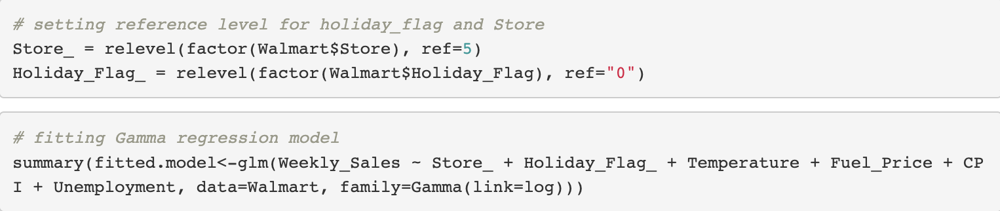 # setting reference level for holiday_flag and Store
Store_ = relevel(factor(Walmart$Store), ref=5)
Holiday_Flag_ = relevel(factor(Walmart$Holiday_Flag), ref="0")
# fitting Gamma regression model
summary(fitted.model<-glm(Weekly_Sales ~ Store_ + Holiday_Flag_ + Temperature + Fuel_Price + CP
I + Unemployment, data=Walmart, family=Gamma(link=log)))